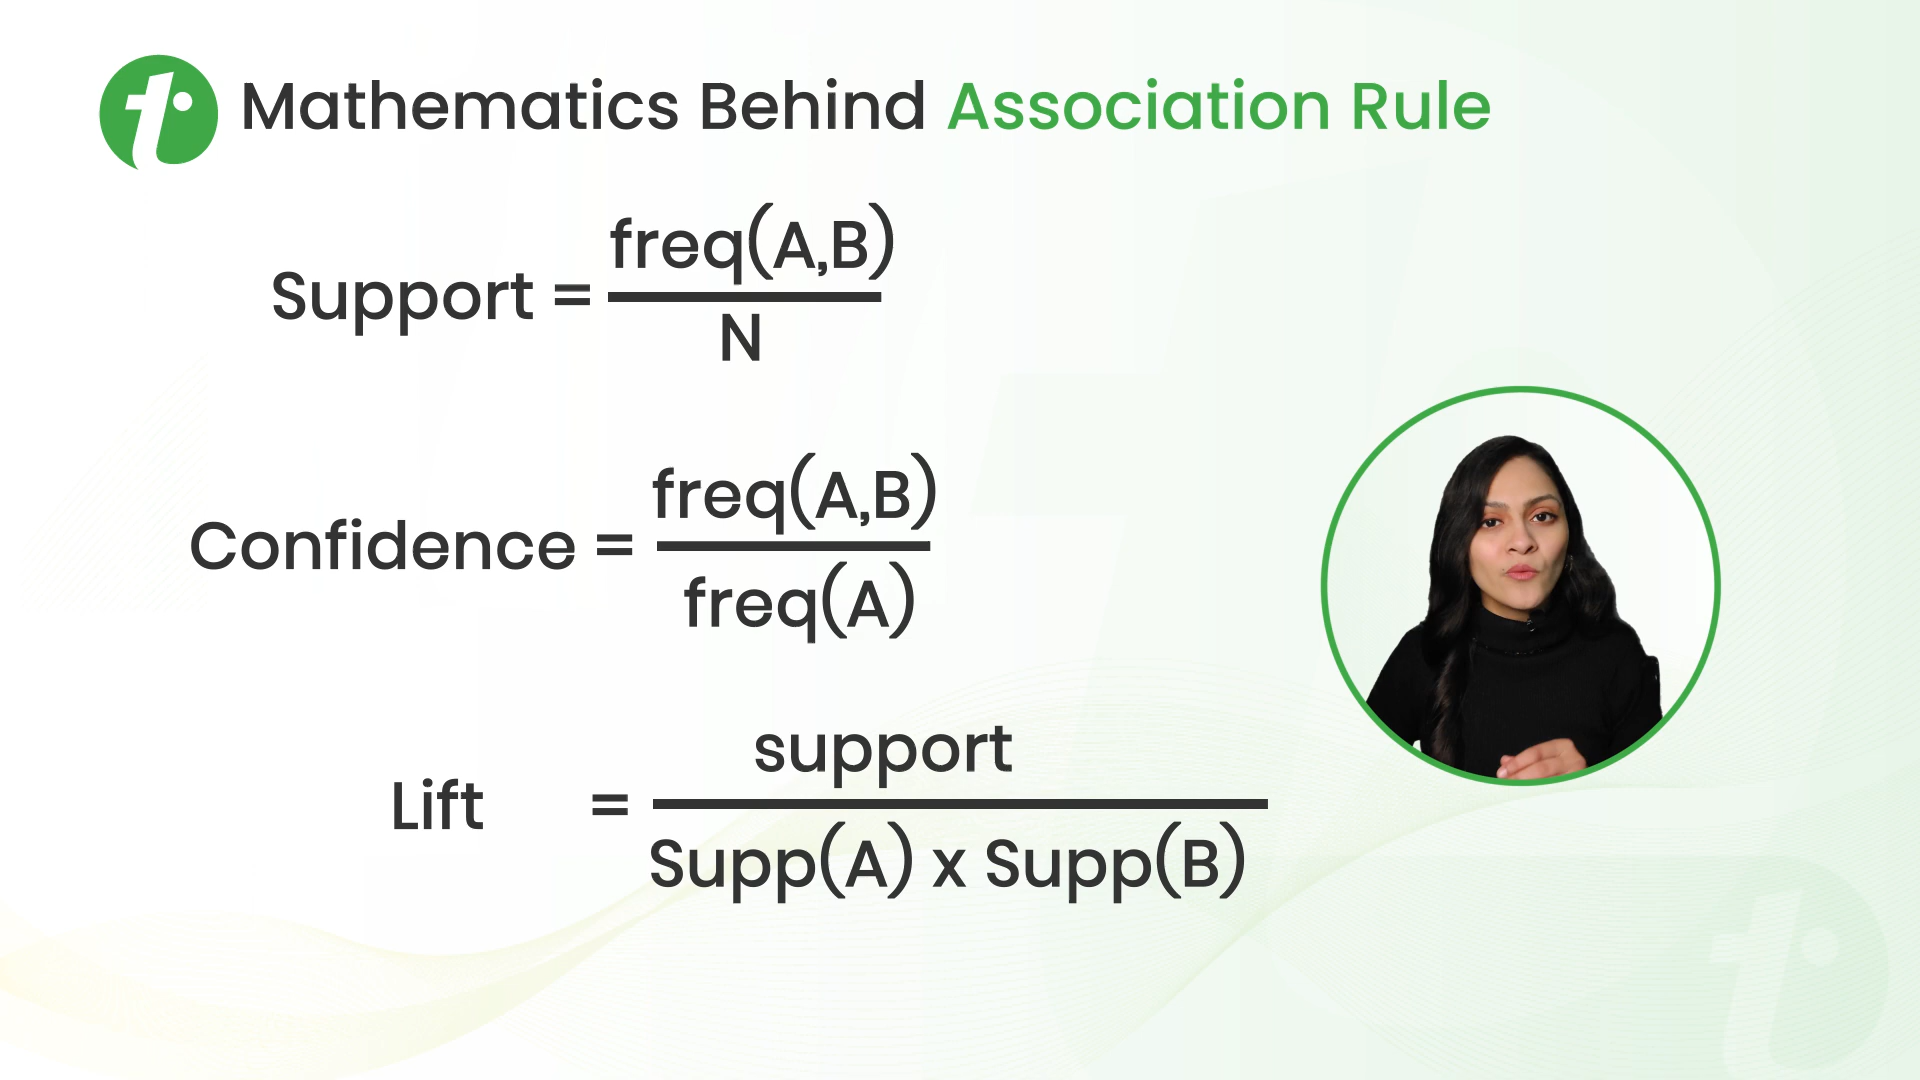 Mathematics Behind Association Rule
Support = freq(A,B)
N
Confidence = freq(A,B)
freq(A)
Lift = support
Supp(A) x Supp(B)